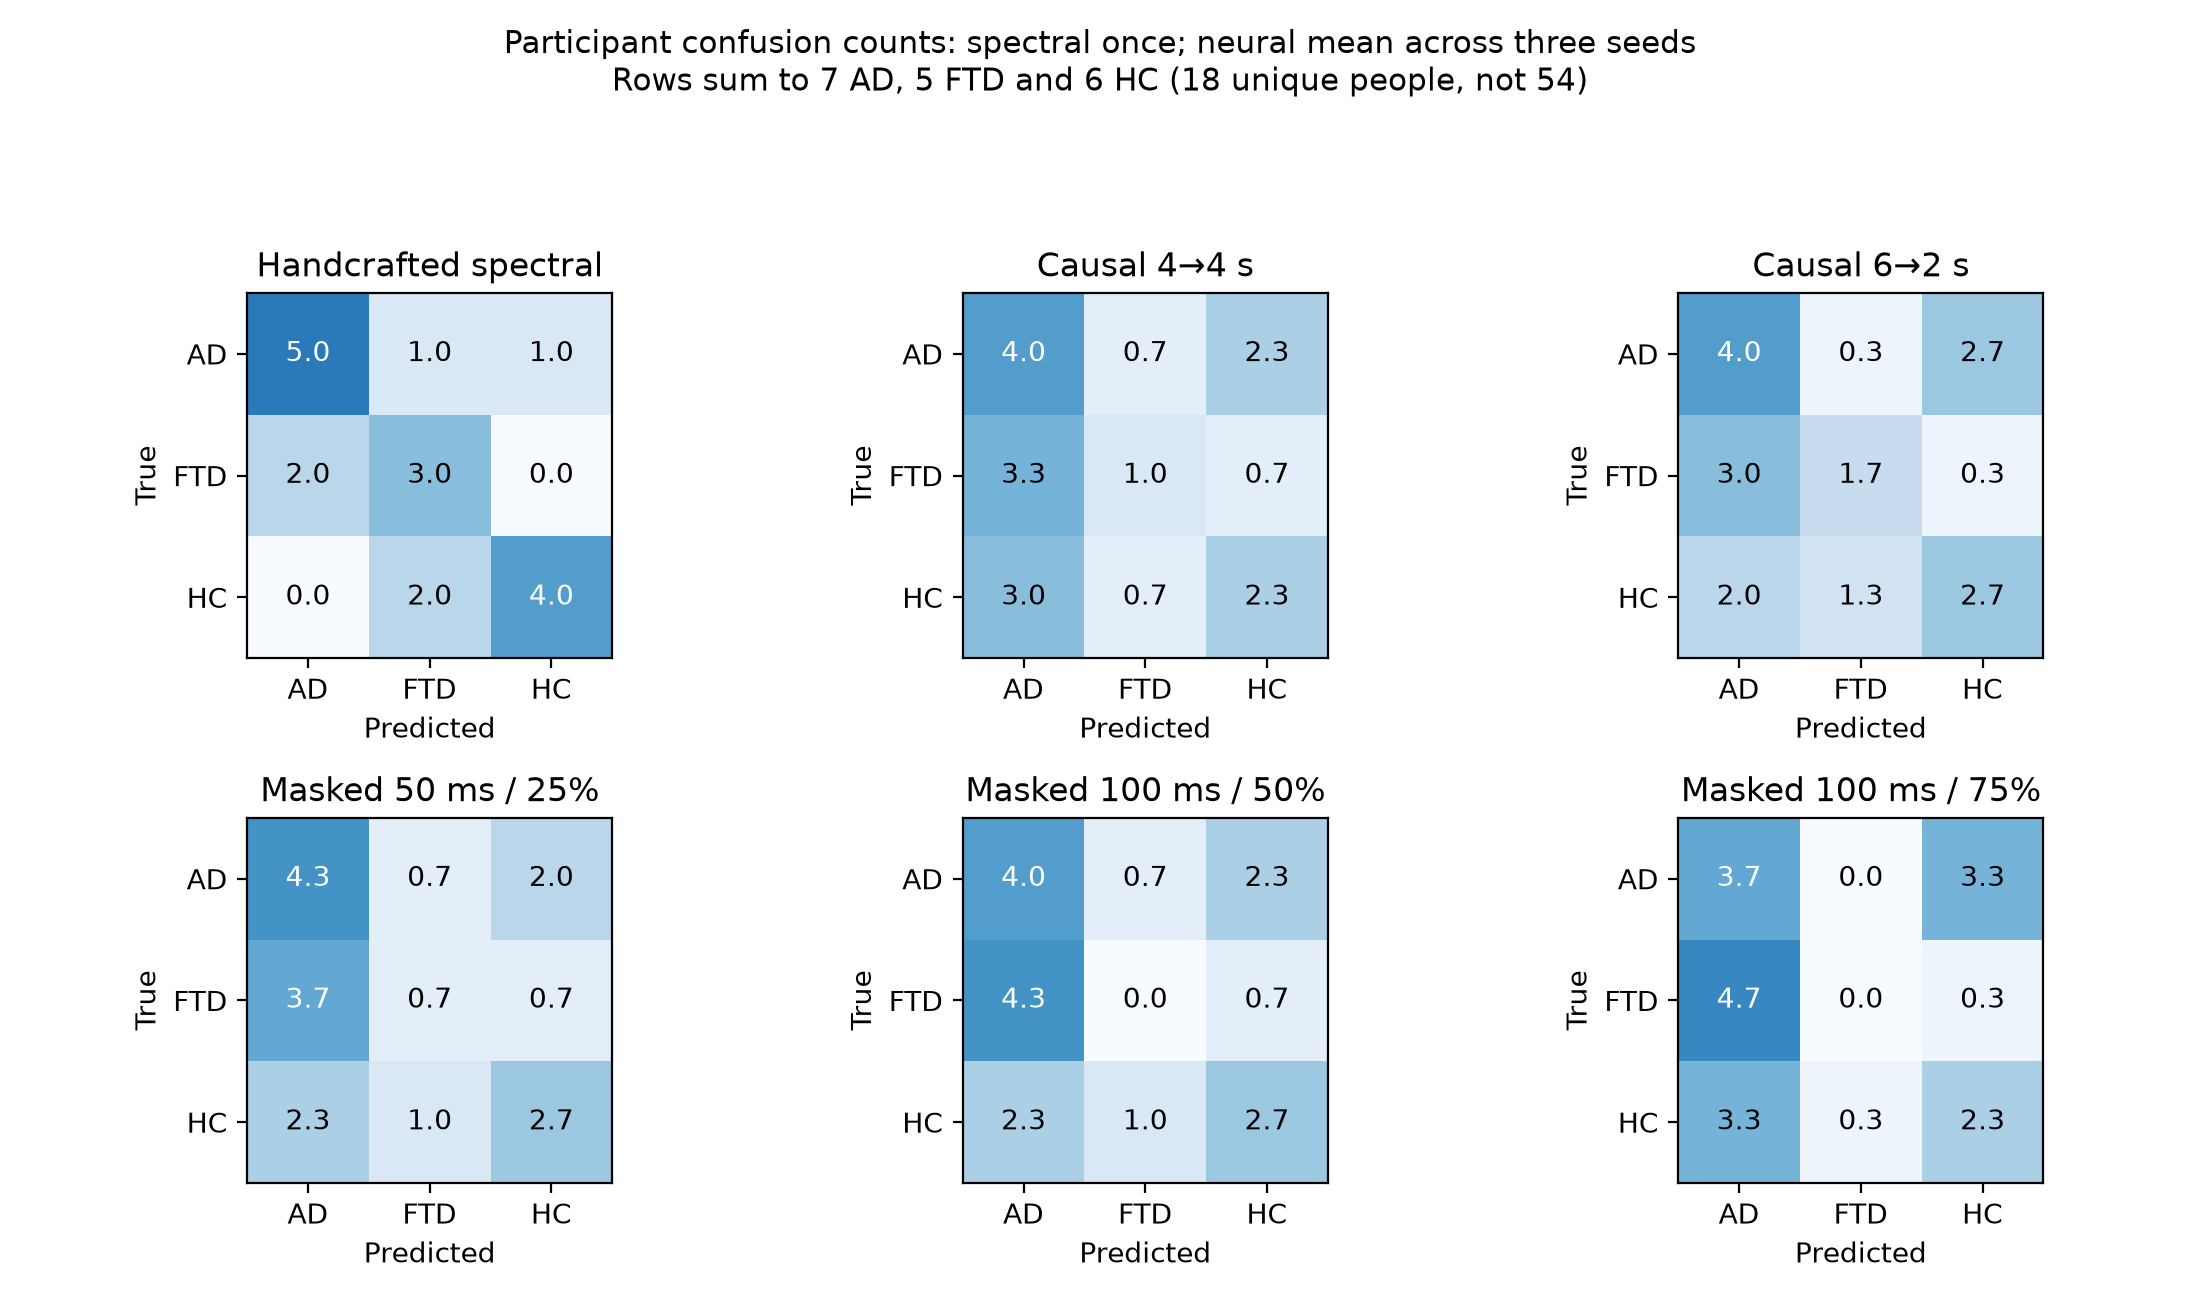 Participant confusion counts: spectral once; neural mean across three seeds
Rows sum to 7 AD, 5 FTD and 6 HC (18 unique people, not 54)
Handcrafted spectral
True
AD 5.0 1.0 1.0
FTD 2.0 3.0 0.0
HC 0.0 2.0 4.0
AD FTD HC
Predicted
Causal 4→4 s
True
AD 4.0 0.7 2.3
FTD 3.3 1.0 0.7
HC 3.0 0.7 2.3
AD FTD HC
Predicted
Causal 6→2 s
True
AD 4.0 0.3 2.7
FTD 3.0 1.7 0.3
HC 2.0 1.3 2.7
AD FTD HC
Predicted
Masked 50 ms / 25%
True
AD 4.3 0.7 2.0
FTD 3.7 0.7 0.7
HC 2.3 1.0 2.7
AD FTD HC
Predicted
Masked 100 ms / 50%
True
AD 4.0 0.7 2.3
FTD 4.3 0.0 0.7
HC 2.3 1.0 2.7
AD FTD HC
Predicted
Masked 100 ms / 75%
True
AD 3.7 0.0 3.3
FTD 4.7 0.0 0.3
HC 3.3 0.3 2.3
AD FTD HC
Predicted